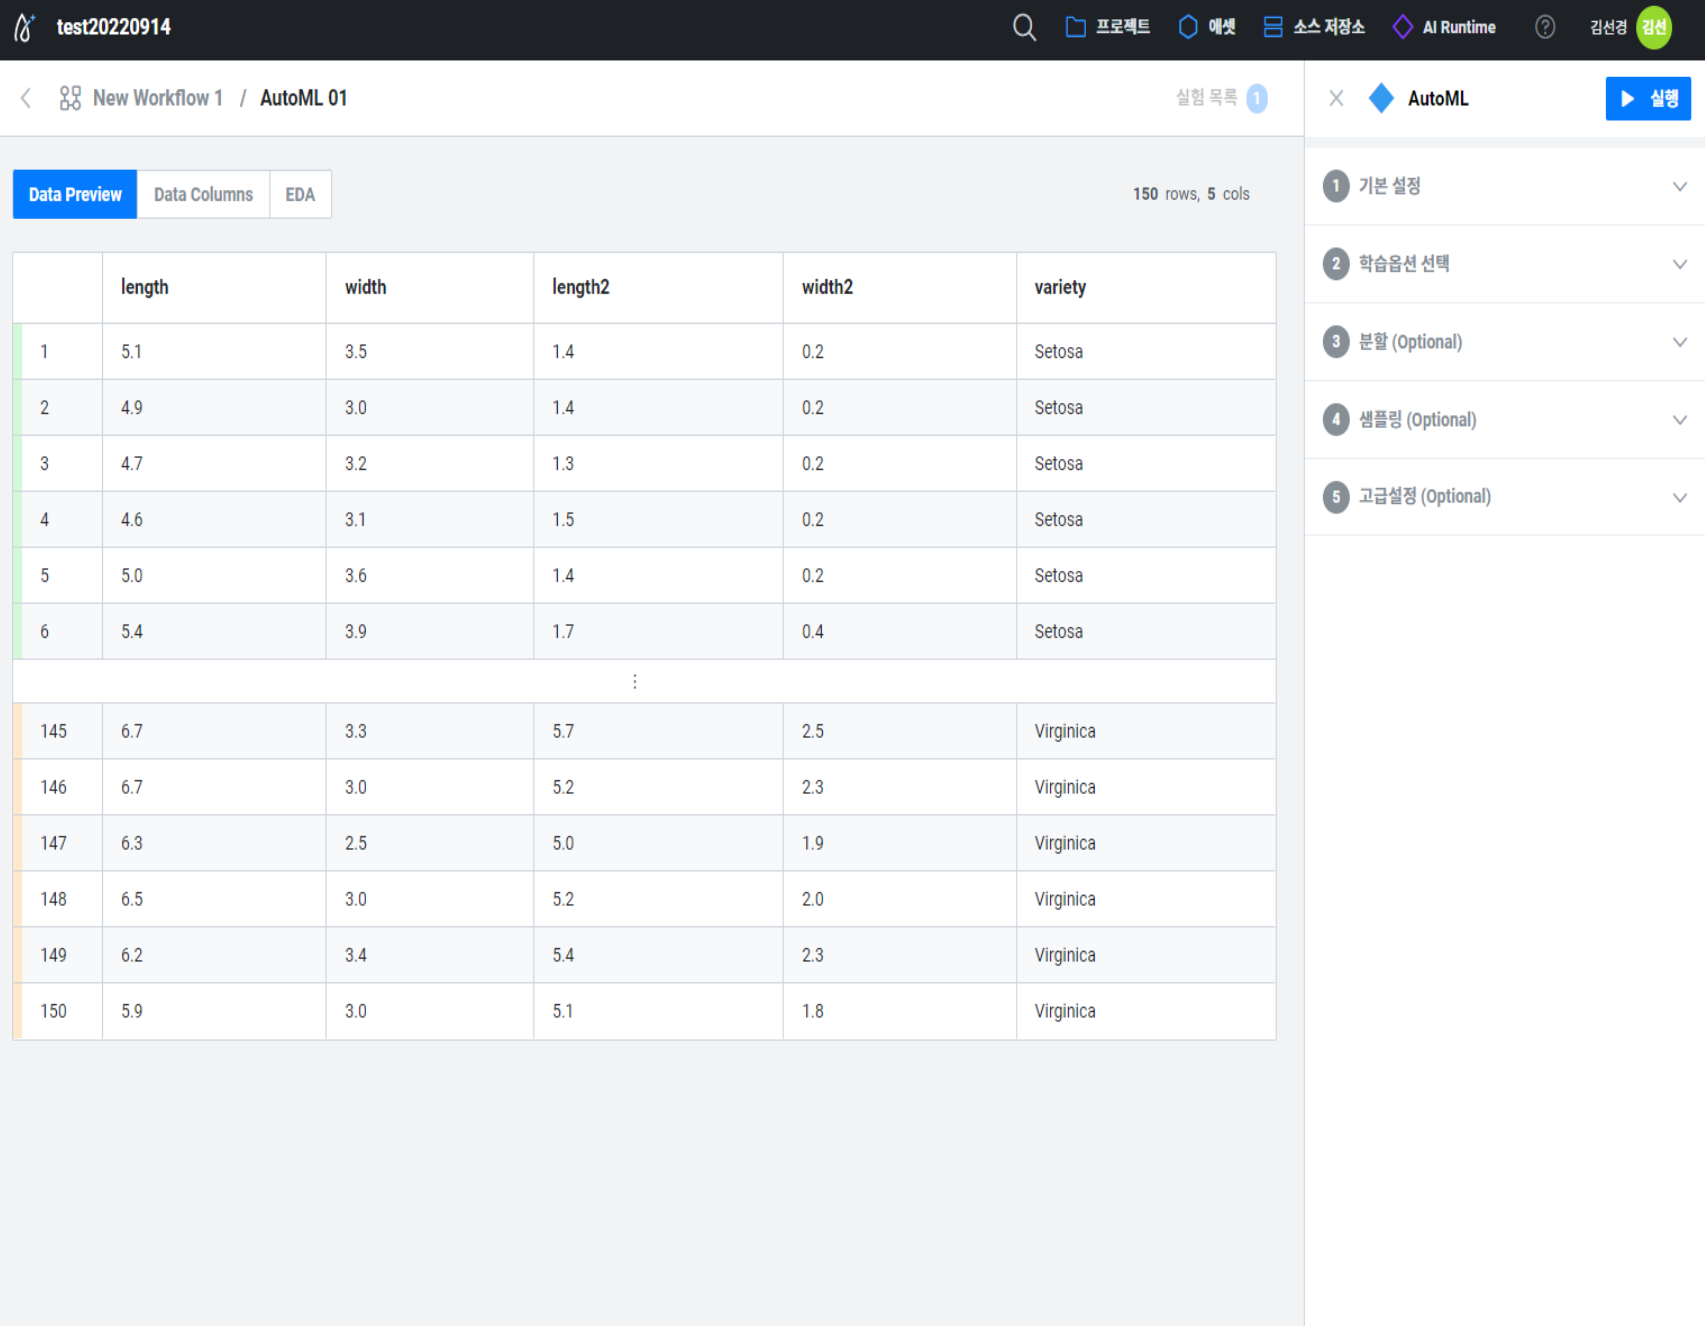 test20220914 프로젝트 애셋 소스 저장소 AI Runtime ? 김선경 김선
New Workflow 1 / AutoML 01 실험 목록 1 AutoML 실행
Data Preview Data Columns EDA 150 rows, 5 cols
length width length2 width2 variety
1 5.1 3.5 1.4 0.2 Setosa
2 4.9 3.0 1.4 0.2 Setosa
3 4.7 3.2 1.3 0.2 Setosa
4 4.6 3.1 1.5 0.2 Setosa
5 5.0 3.6 1.4 0.2 Setosa
6 5.4 3.9 1.7 0.4 Setosa
⋮
145 6.7 3.3 5.7 2.5 Virginica
146 6.7 3.0 5.2 2.3 Virginica
147 6.3 2.5 5.0 1.9 Virginica
148 6.5 3.0 5.2 2.0 Virginica
149 6.2 3.4 5.4 2.3 Virginica
150 5.9 3.0 5.1 1.8 Virginica
1 기본 설정
2 학습옵션 선택
3 분할 (Optional)
4 샘플링 (Optional)
5 고급설정 (Optional)